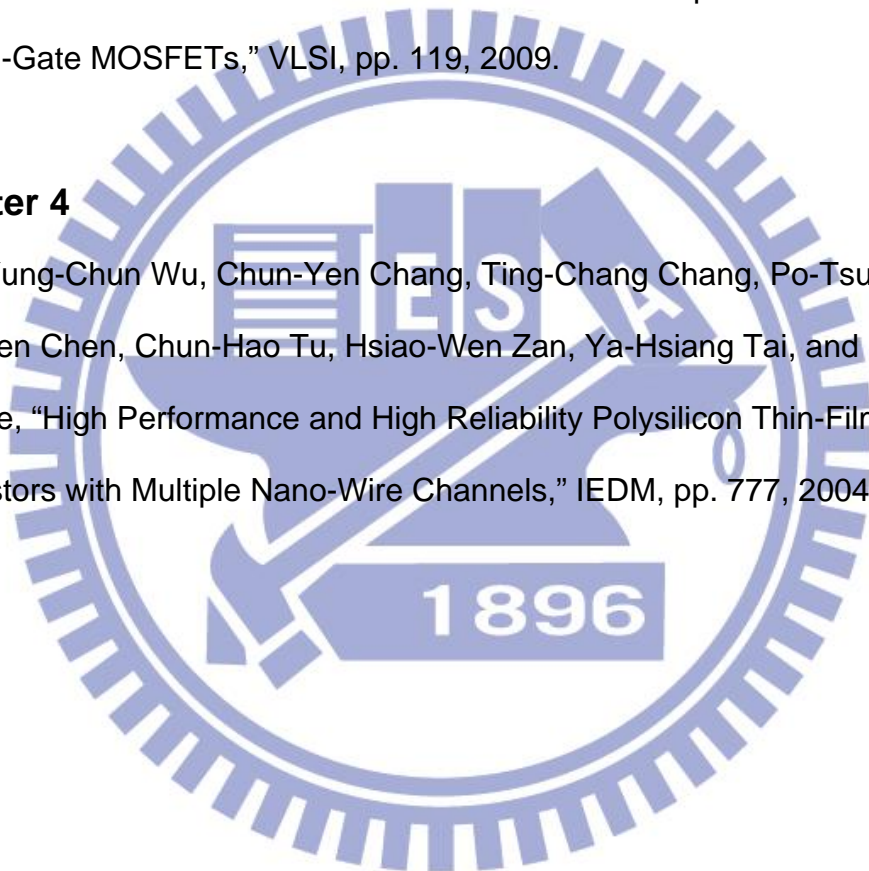 -Gate MOSFETs,” VLSI, pp. 119, 2009.
ter 4
Yung-Chun Wu, Chun-Yen Chang, Ting-Chang Chang, Po-Tsu
en Chen, Chun-Hao Tu, Hsiao-Wen Zan, Ya-Hsiang Tai, and
e, “High Performance and High Reliability Polysilicon Thin-Fil
stors with Multiple Nano-Wire Channels,” IEDM, pp. 777, 2004
E S A
1896